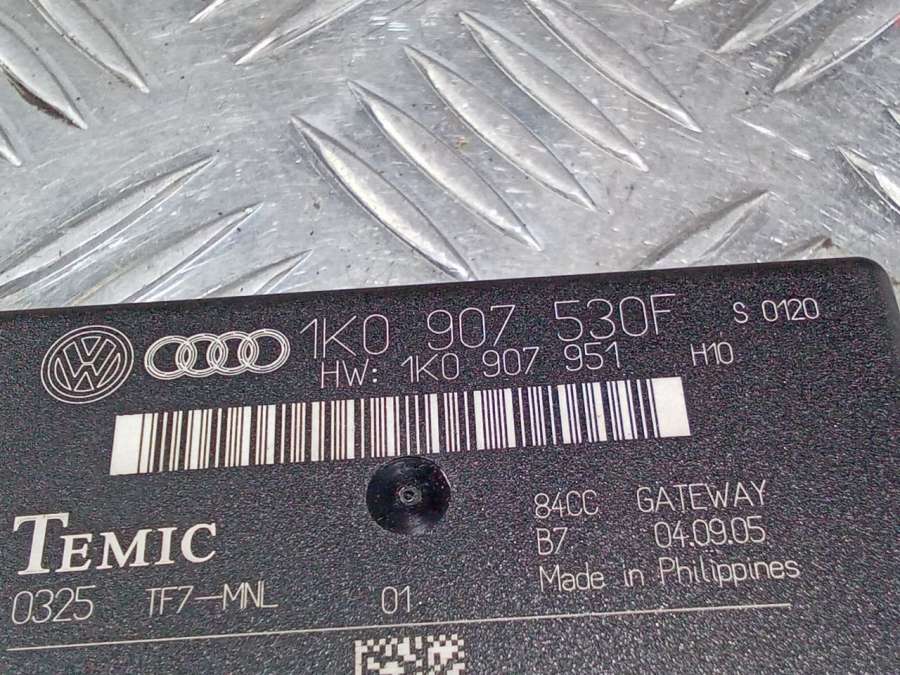 1K0 907 530F S 0120
HW: 1K0 907 951 H10
84CC GATEWAY
B7 04.09.05
TEMIC
Made in Philippines
0325 TF7-MNL 01